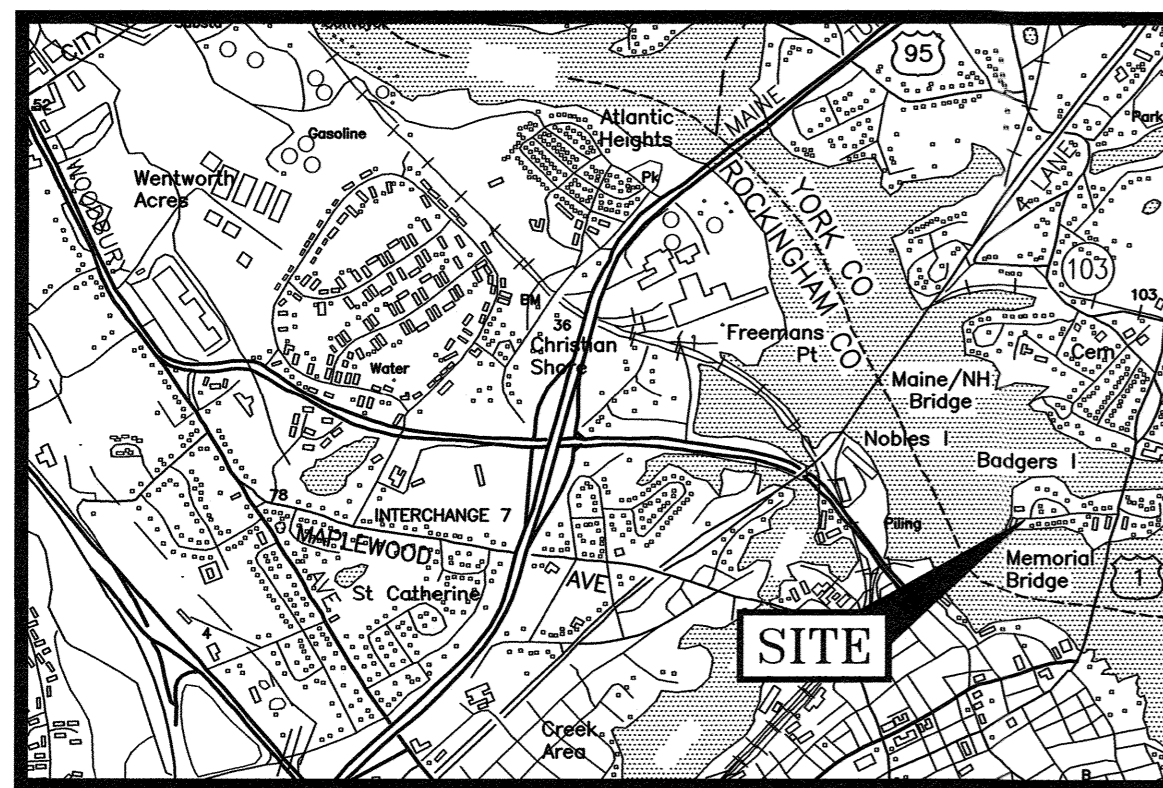 CITY
Conveyor
95
TU
52
Gasoline
Atlantic
Heights
MAINE
Park
Wentworth
Acres
Pk
WOODBURY
YORK CO
ROCKINGHAM CO
LANE
103
103
BM
36
Christian
Shore
Freemans
Pt
Water
Cem
Maine/NH
Bridge
Nobles I
Badgers I
78
INTERCHANGE 7
MAPLEWOOD
AVE
Piling
Memorial
Bridge
1
AVE
St Catherine
SITE
4
Creek
Area
B